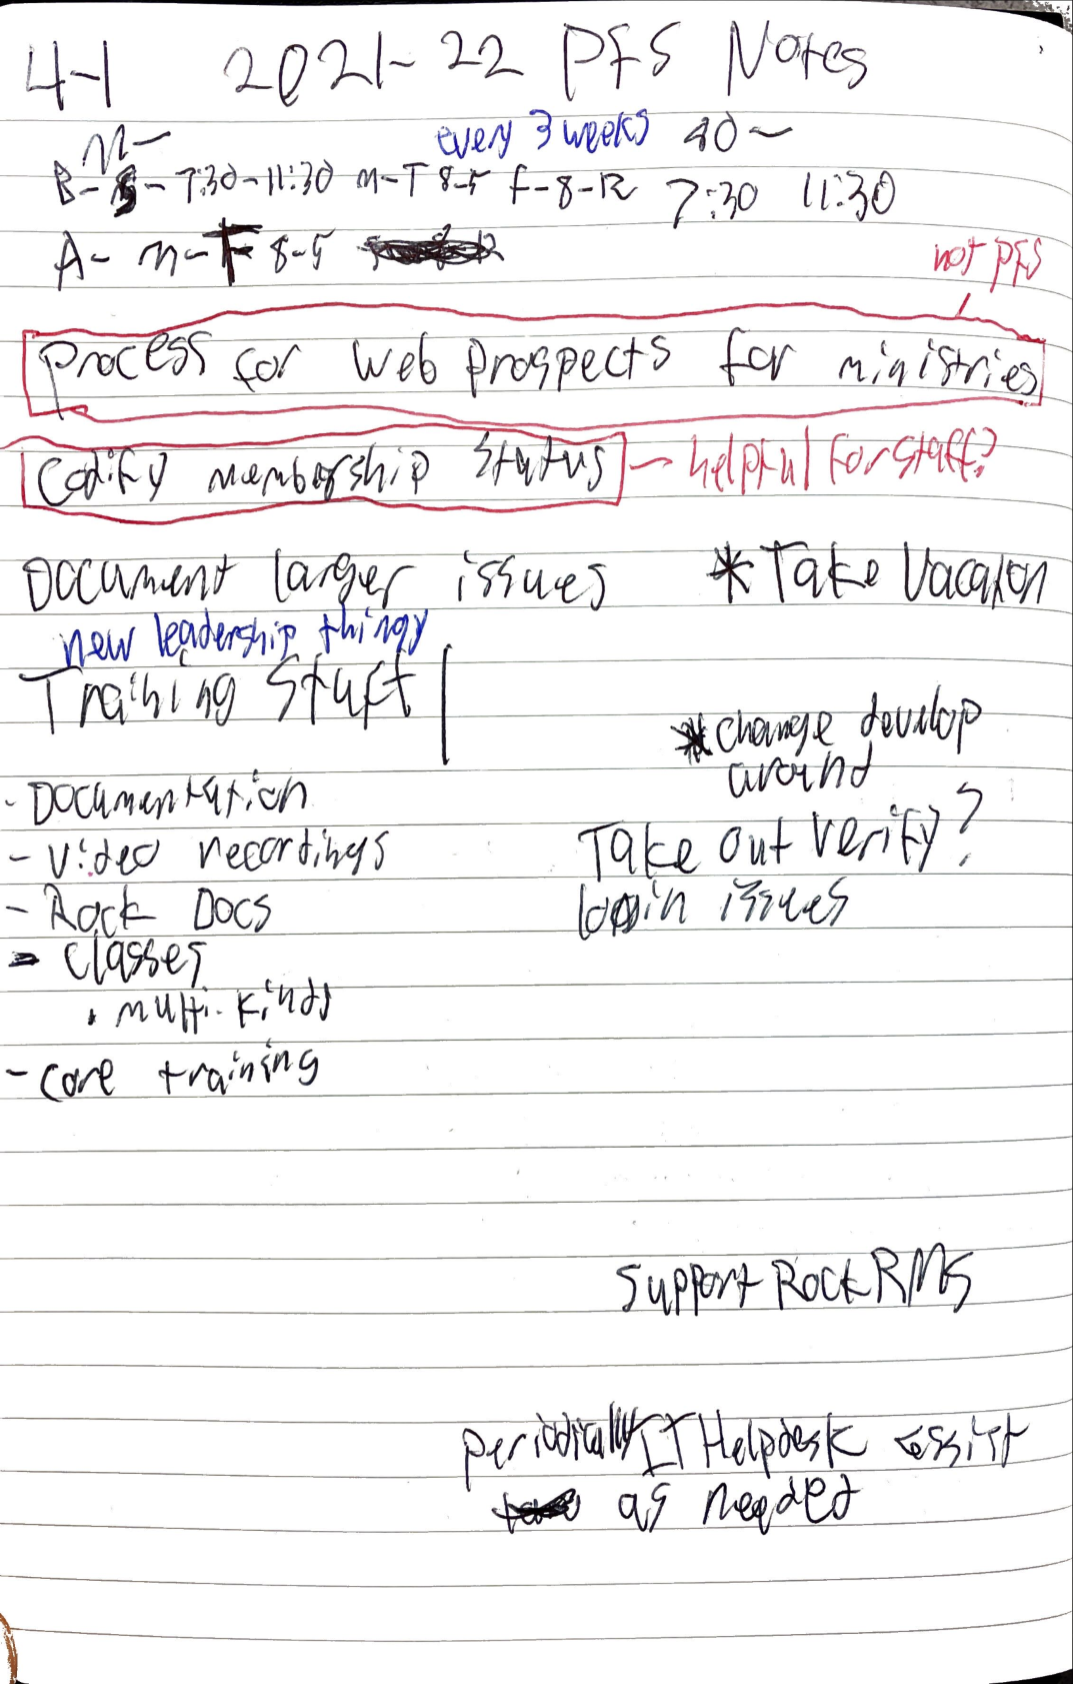 4-1 2021-22 PFS Notes
every 3 weeks 40~
M-
B- S - 7:30-11:30 M-T 8-5 F-8-12 7:30 11:30
A- M-F 8-5
not PFS
Process for Web Prospects for ministries
Codify membership status - helpful for staff?
Document larger issues * Take Vacation
new leadership thingy
Training Stuff
* change develop
around
- Documentation
- Video recordings
Take out verify?
- Rock Docs
login issues
- Classes
• multi-kinds
- Core training
Support Rock RMS
periodically IT Helpdesk assist
as needed